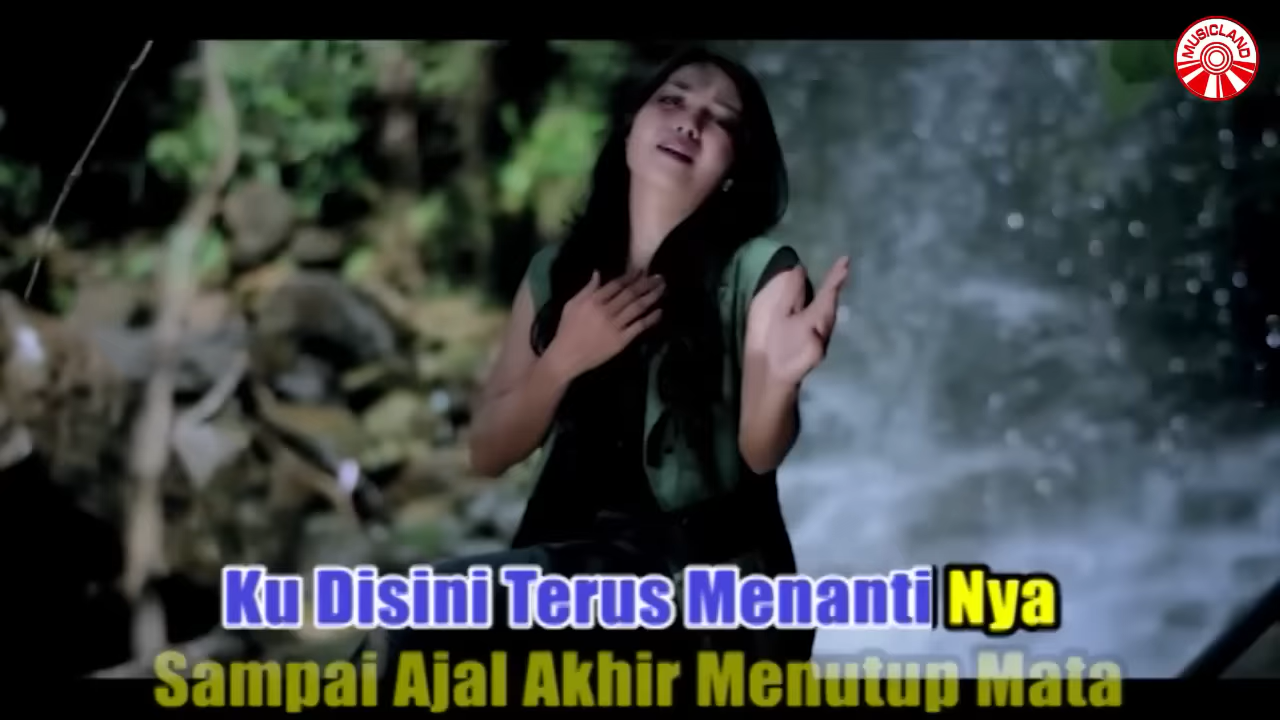 MUSICLAND
Ku Disini Terus Menanti Nya
Sampai Ajal Akhir Menutup Mata